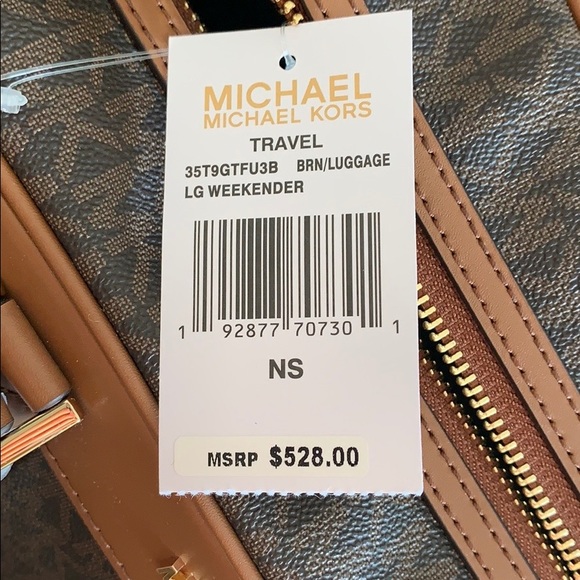 MICHAEL
MICHAEL KORS
TRAVEL
35T9GTFU3B BRN/LUGGAGE
LG WEEKENDER
1 92877 70730 1
NS
MSRP $528.00